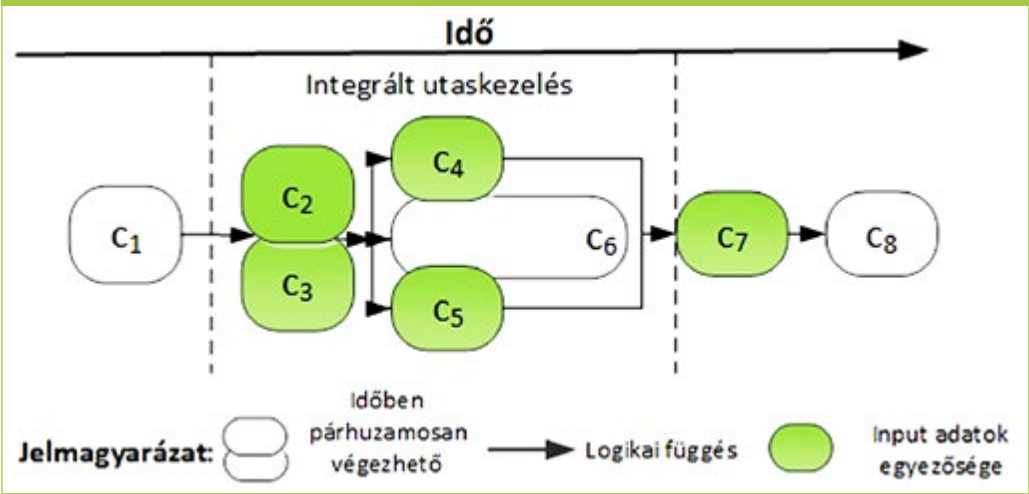 Idő
Integrált utaskezelés
C1
C2
C3
C4
C6
C5
C7
C8
Jelmagyarázat:
Időben
párhuzamosan
végezhető
Logikai függés
Input adatok
egyezősége